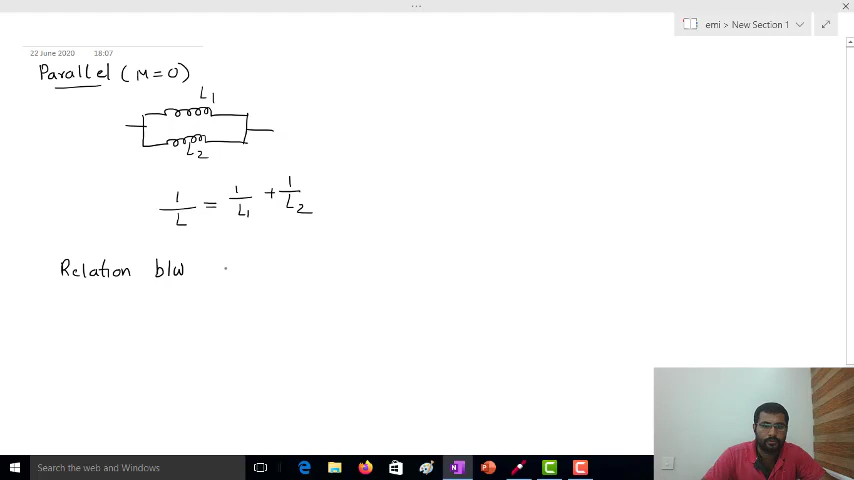 ...
emi > New Section 1
22 June 2020 18:07
Parallel (M=0)
L1
L2
1/L = 1/L1 + 1/L2
Relation b/w
Search the web and Windows